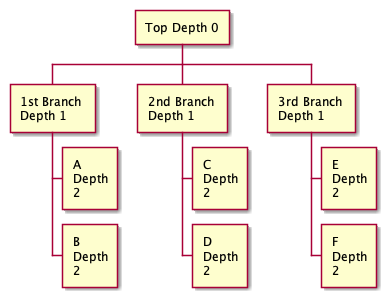 Top Depth 0
1st Branch
Depth 1
2nd Branch
Depth 1
3rd Branch
Depth 1
A
Depth
2
C
Depth
2
E
Depth
2
B
Depth
2
D
Depth
2
F
Depth
2